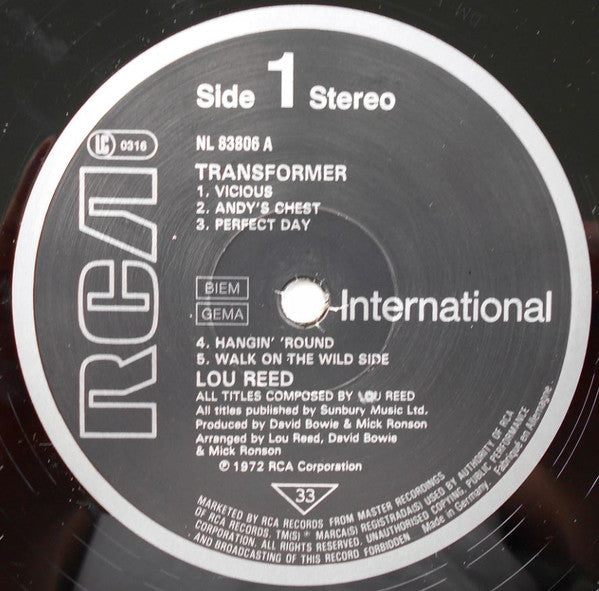 Side 1 Stereo
LC 0316
NL 83806 A
TRANSFORMER
1. VICIOUS
2. ANDY'S CHEST
3. PERFECT DAY
RCA
BIEM
GEMA
International
4. HANGIN' 'ROUND
5. WALK ON THE WILD SIDE
LOU REED
ALL TITLES COMPOSED BY LOU REED
All titles published by Sunbury Music Ltd.
Produced by David Bowie & Mick Ronson
Arranged by Lou Reed, David Bowie
& Mick Ronson
℗ 1972 RCA Corporation
33
MARKETED BY RCA RECORDS FROM MASTER RECORDINGS
OF RCA RECORDS. TM(S) ® MARCA(S) REGISTRADA(S) USED BY AUTHORITY OF RCA
CORPORATION. ALL RIGHTS RESERVED. UNAUTHORISED COPYING PUBLIC PERFORMANCE
AND BROADCASTING OF THIS RECORD FORBIDDEN Made in Germany. Fabriqué en Allemagne